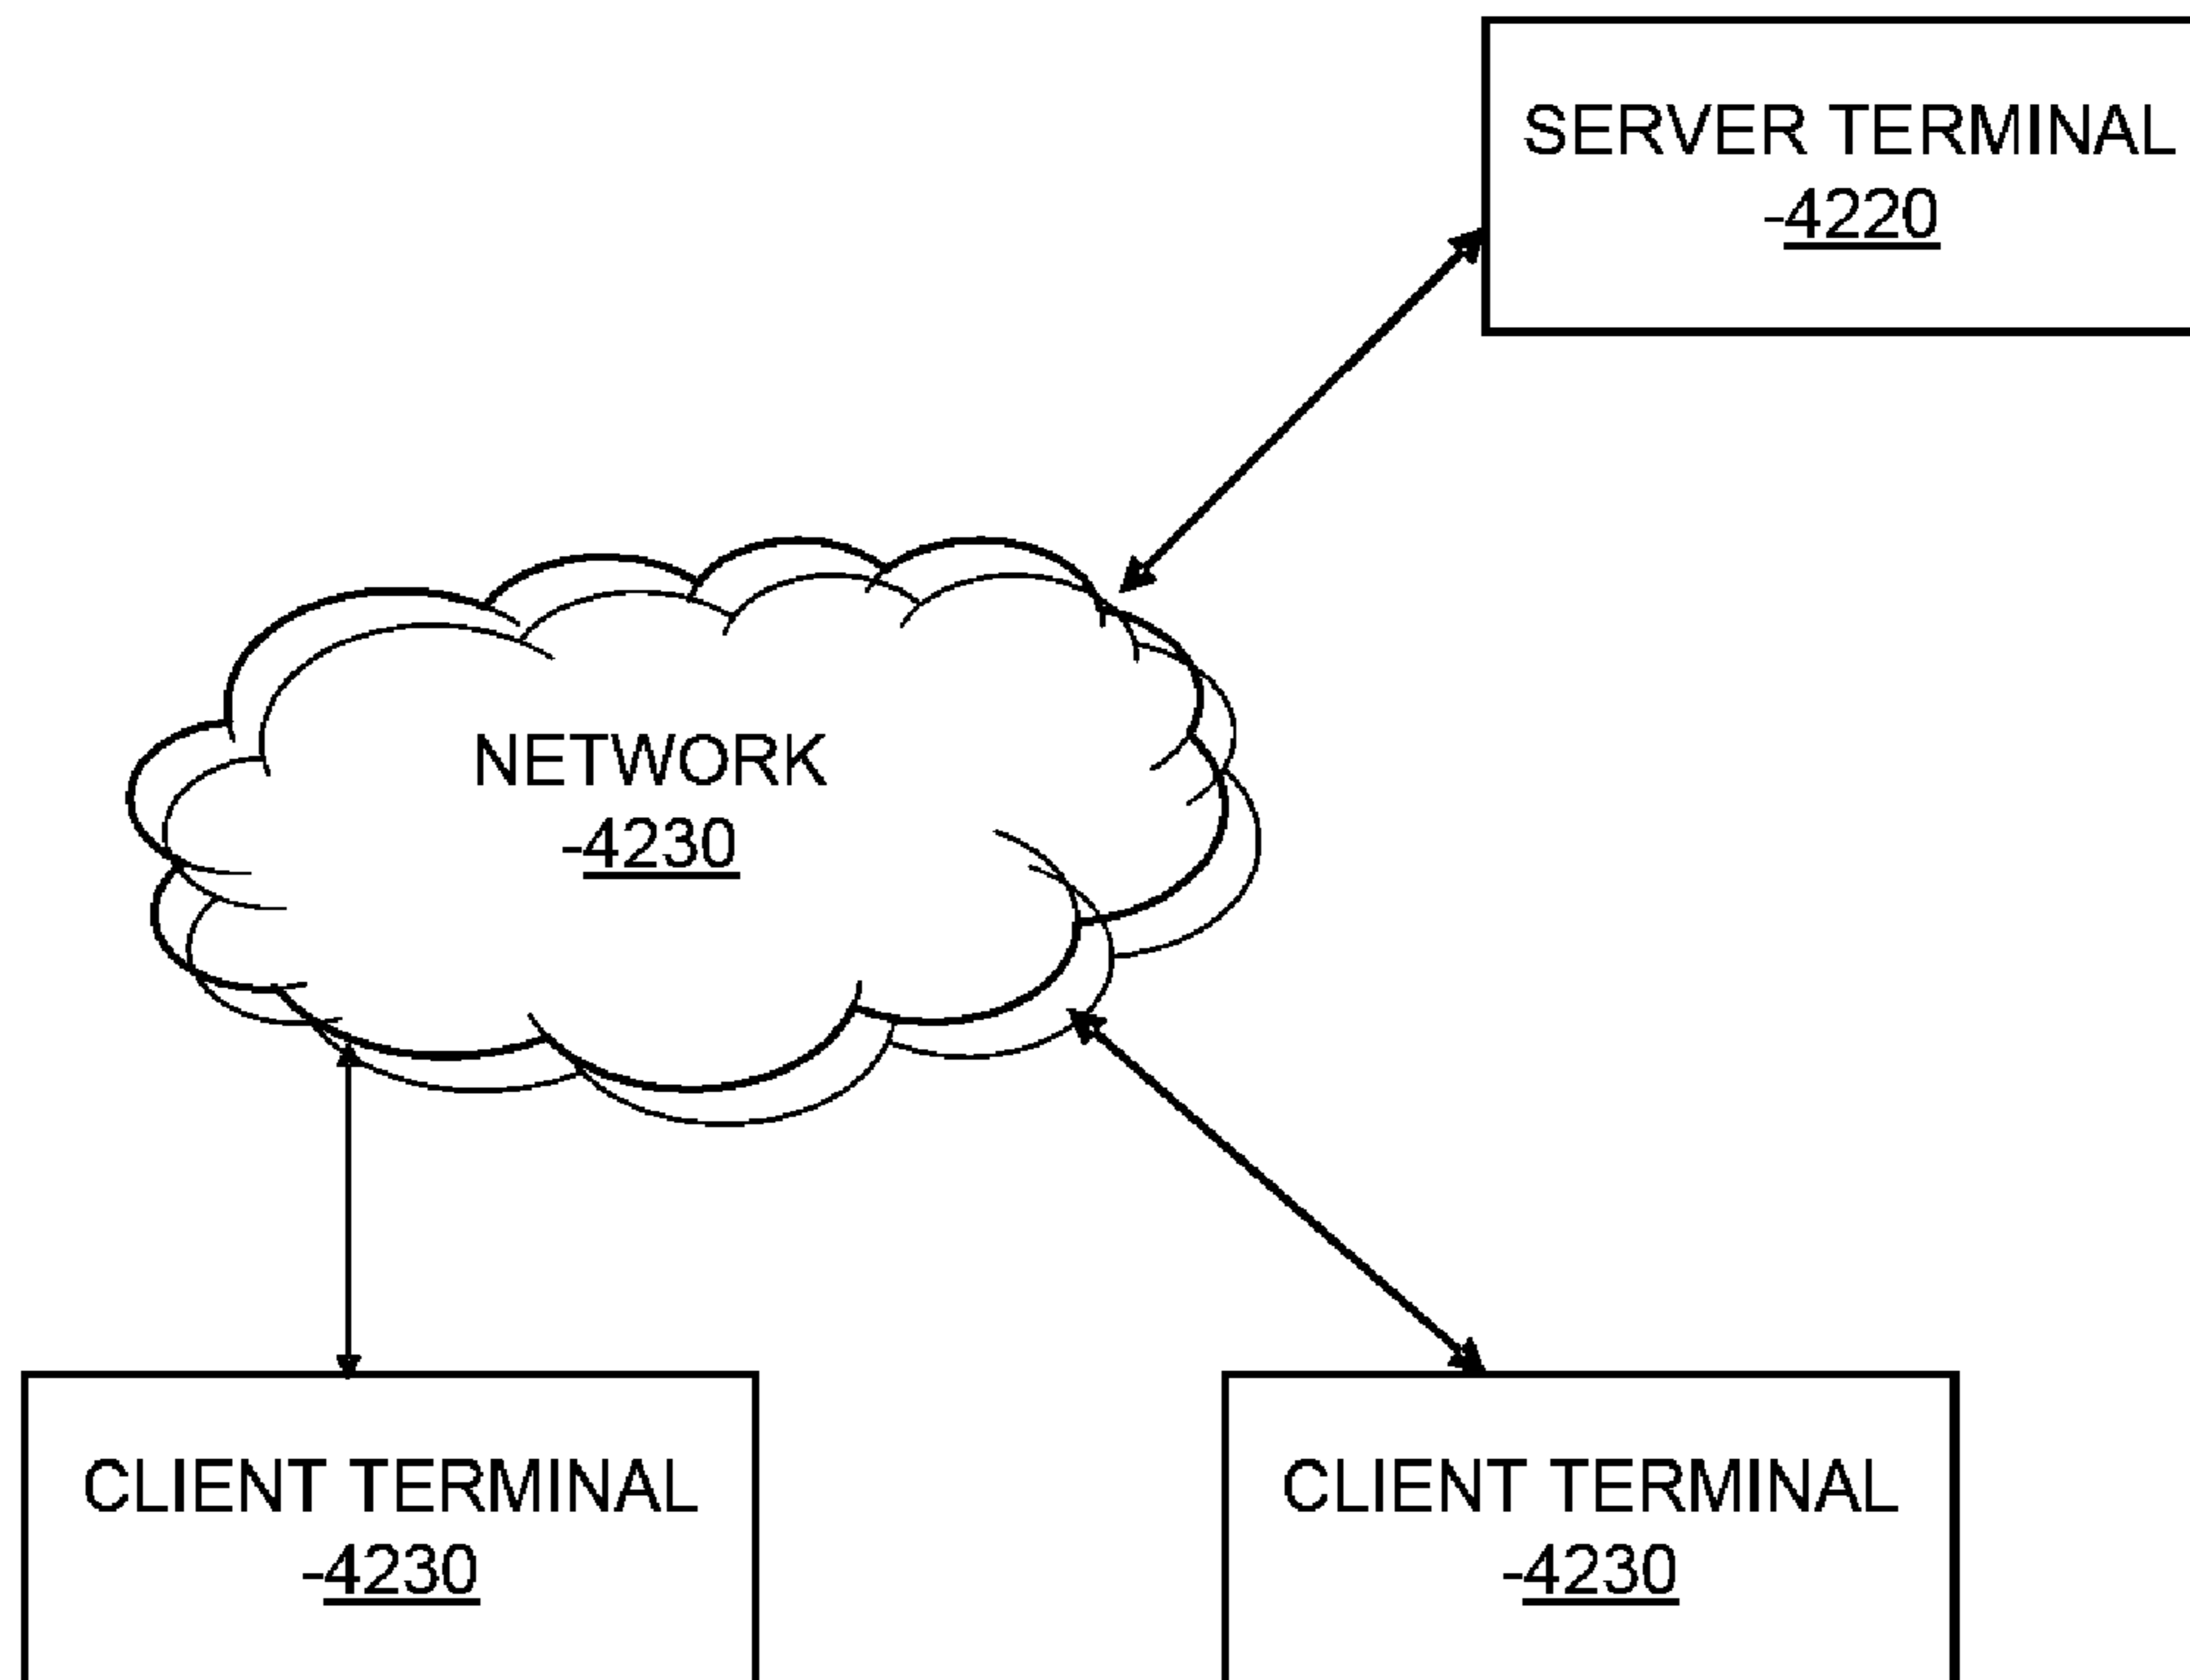 SERVER TERMINAL
-4220
NETWORK
-4230
CLIENT TERMINAL
-4230
CLIENT TERMINAL
-4230